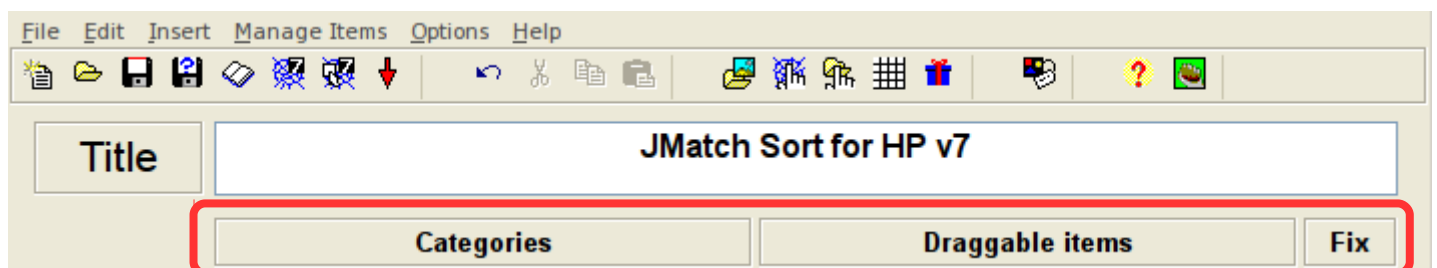 File Edit Insert Manage Items Options Help
Title
JMatch Sort for HP v7
Categories Draggable items Fix